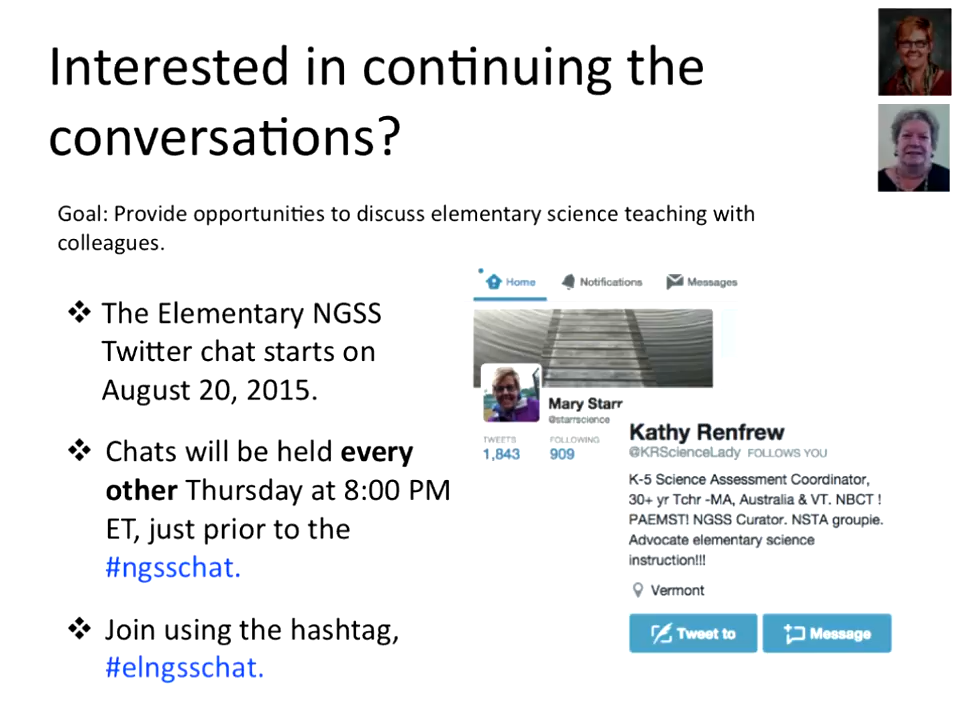 Interested in continuing the
conversations?
Goal: Provide opportunities to discuss elementary science teaching with
colleagues.
❖ The Elementary NGSS
Twitter chat starts on
August 20, 2015.
❖ Chats will be held every
other Thursday at 8:00 PM
ET, just prior to the
#ngsschat.
❖ Join using the hashtag,
#elngsschat.
Home Notifications Messages
Mary Starr
@starrscience
TWEETS FOLLOWING
1,843 909
Kathy Renfrew
@KRScienceLady FOLLOWS YOU
K-5 Science Assessment Coordinator,
30+ yr Tchr -MA, Australia & VT. NBCT !
PAEMST! NGSS Curator. NSTA groupie.
Advocate elementary science
instruction!!!
Vermont
Tweet to Message